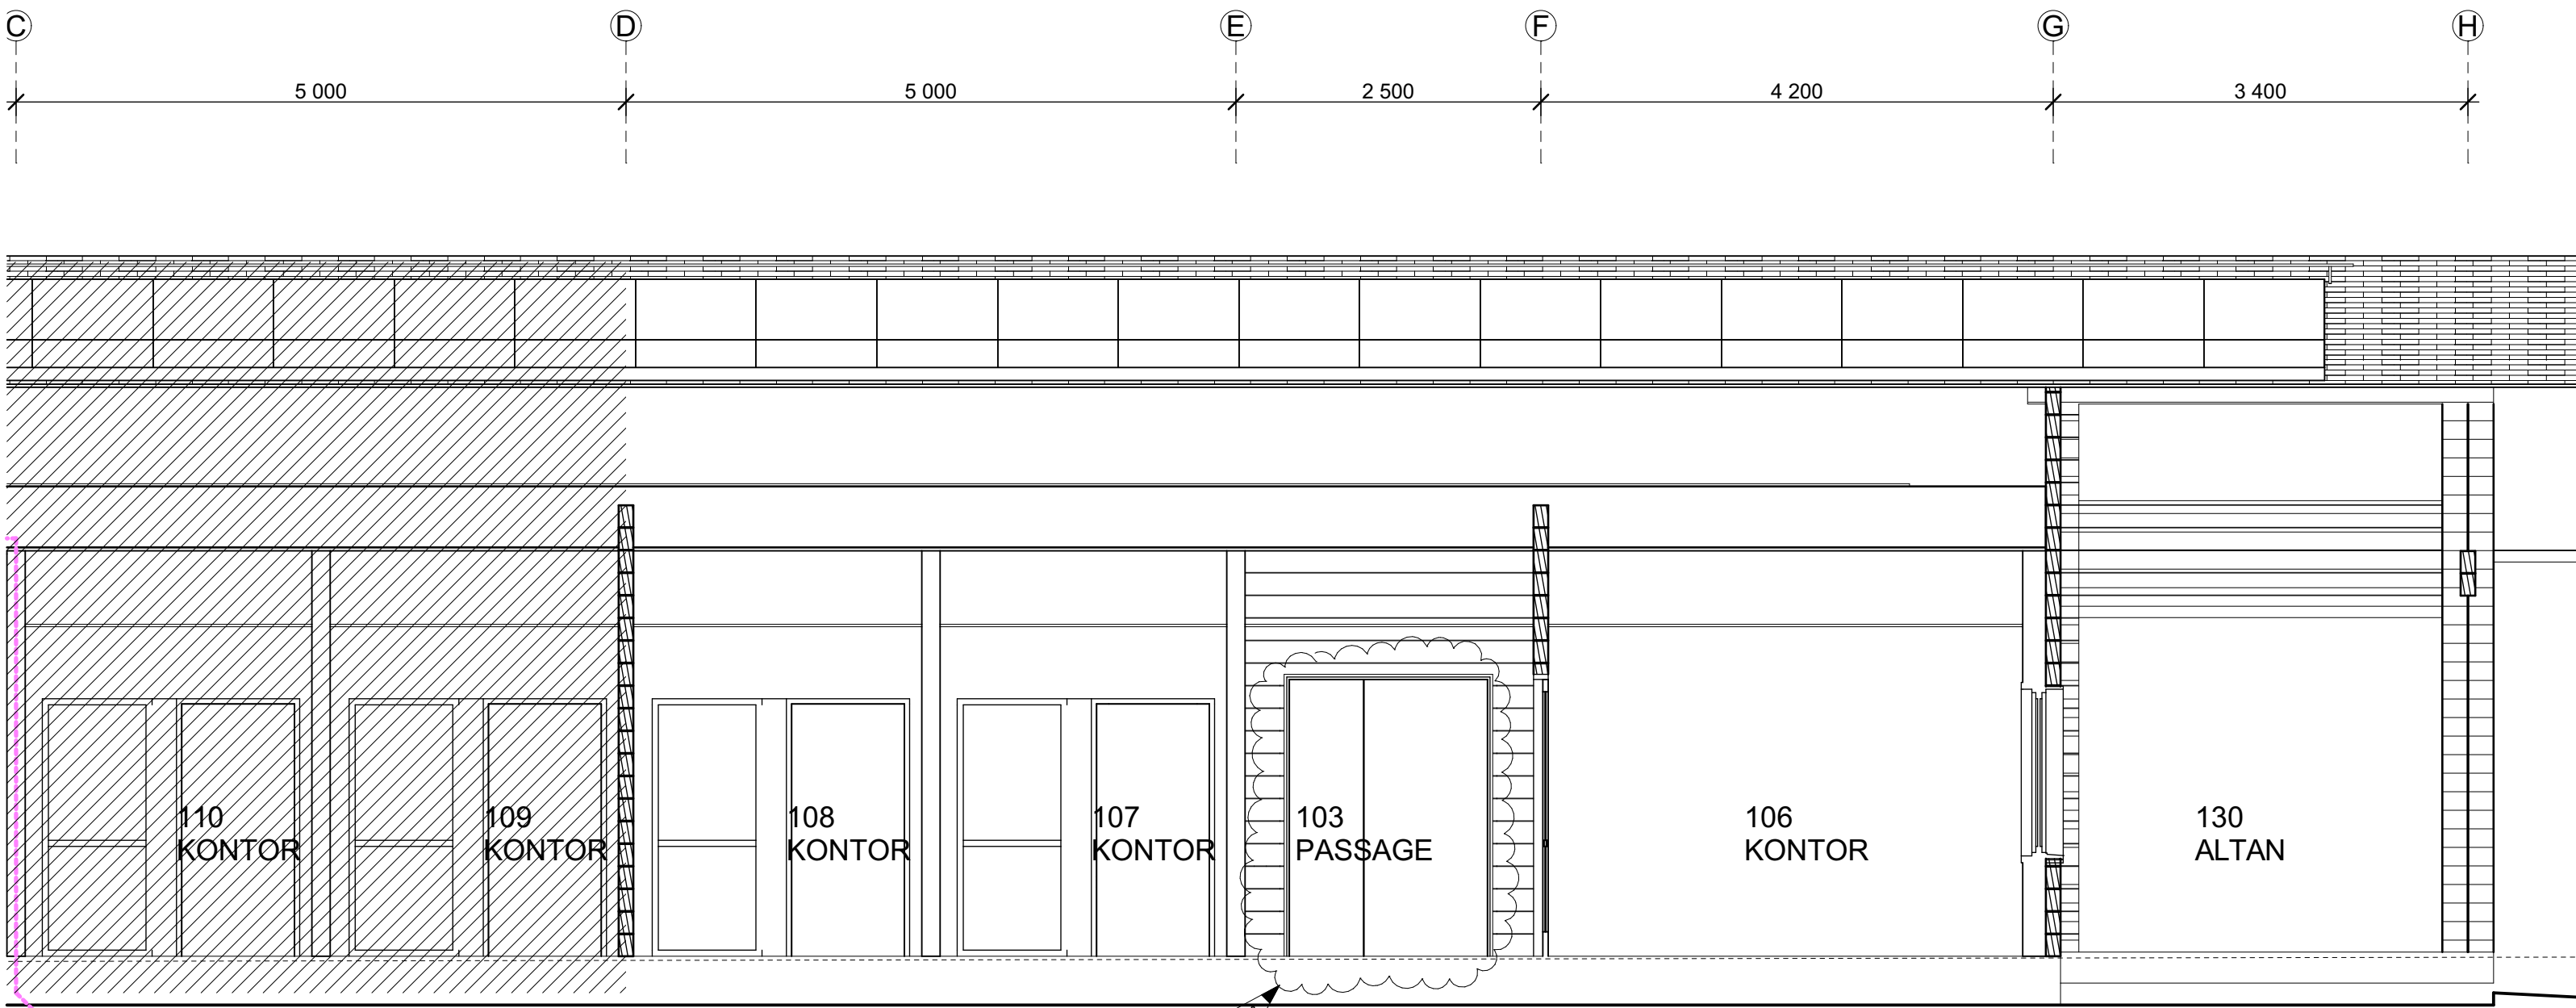 C D E F G H
5 000 5 000 2 500 4 200 3 400
110 109 108 107 103 106 130
KONTOR KONTOR KONTOR KONTOR PASSAGE KONTOR ALTAN